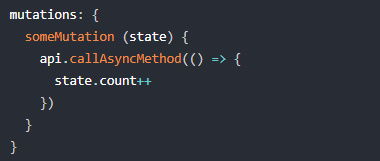 mutations: {
  someMutation (state) {
    api.callAsyncMethod(() => {
      state.count++
    })
  }
}